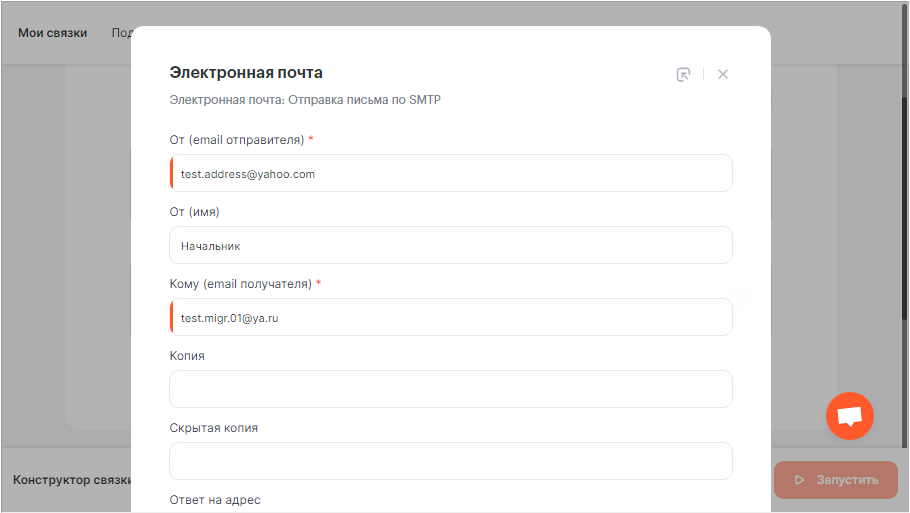 Мои связки
Под
Электронная почта
Электронная почта: Отправка письма по SMTP
От (email отправителя) *
test.address@yahoo.com
От (имя)
Начальник
Кому (email получателя) *
test.migr.01@ya.ru
Копия
Скрытая копия
Ответ на адрес
Конструктор связки
Запустить